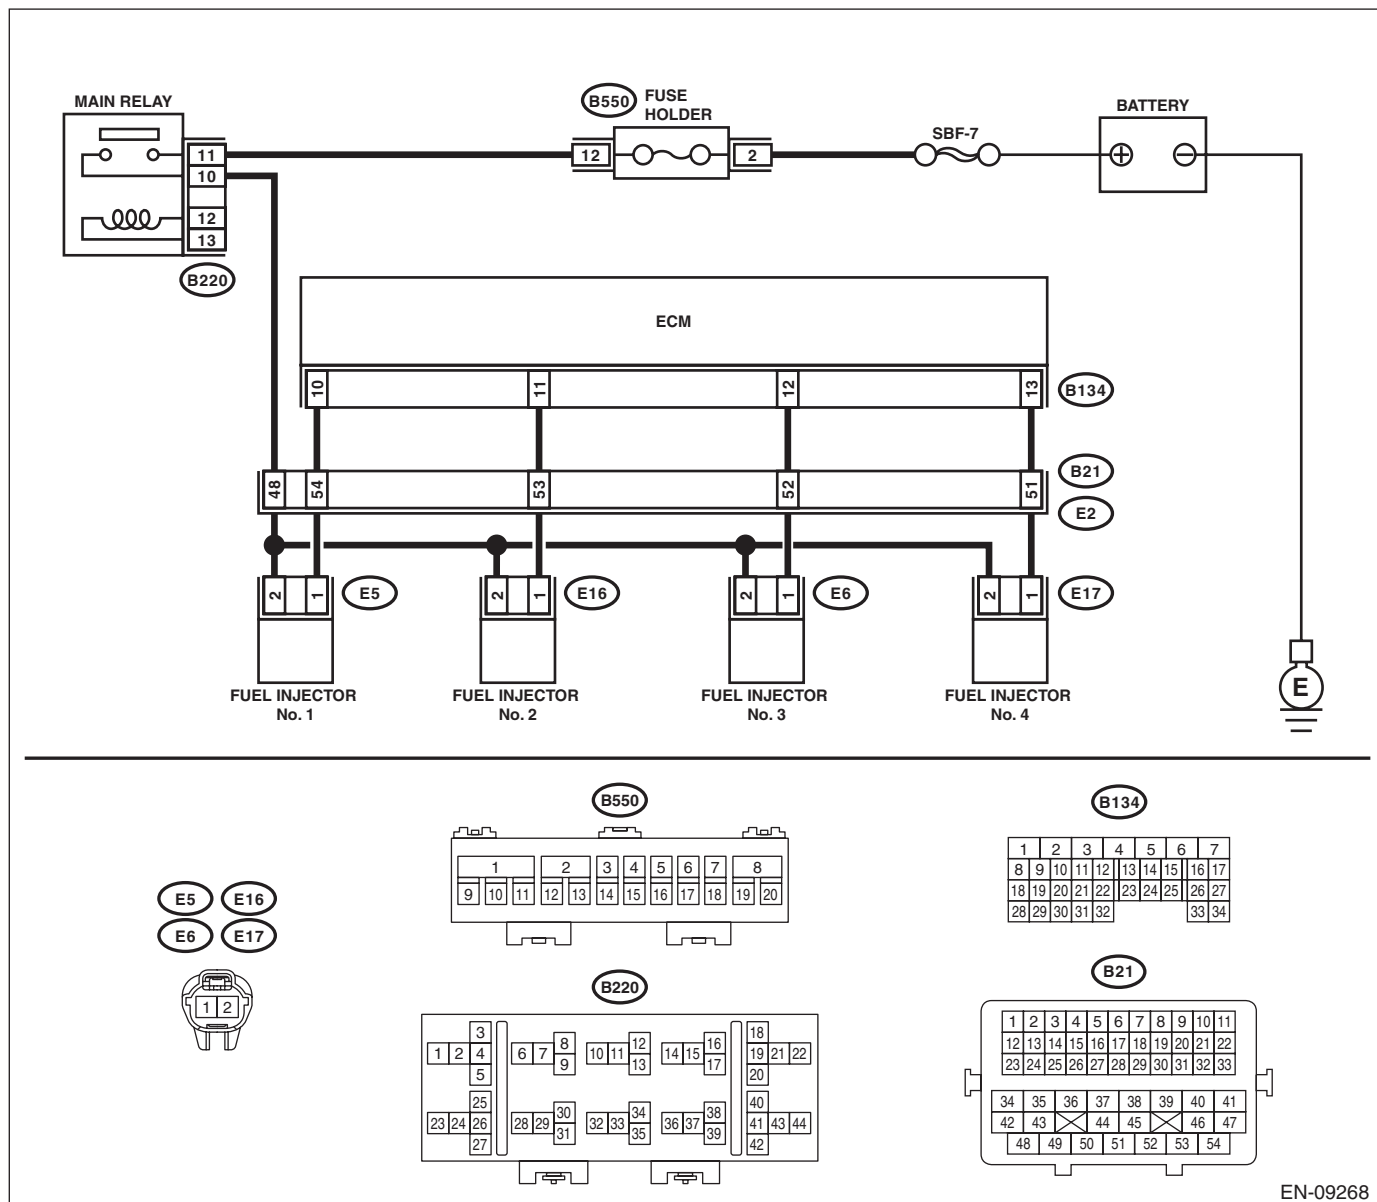 MAIN RELAY
B550 FUSE
HOLDER
SBF-7
BATTERY
11
10
12
13
12
2
B220
ECM
10 11 12 13
B134
48 54 53 52 51
B21
E2
2 1 E5
2 1 E16
2 1 E6
2 1 E17
E
FUEL INJECTOR
No. 1
FUEL INJECTOR
No. 2
FUEL INJECTOR
No. 3
FUEL INJECTOR
No. 4
E5 E16
E6 E17
1 2
B550
1 2 3 4 5 6 7 8
9 10 11 12 13 14 15 16 17 18 19 20
B220
3 8 12 16 18
1 2 4 6 7 10 11 14 15 19 21 22
9 13 17
5 20
25 30 34 38 40
23 24 26 28 29 32 33 36 37 41 43 44
31 35 39
27 42
B134
1 2 3 4 5 6 7
8 9 10 11 12 13 14 15 16 17
18 19 20 21 22 23 24 25 26 27
28 29 30 31 32 33 34
B21
1 2 3 4 5 6 7 8 9 10 11
12 13 14 15 16 17 18 19 20 21 22
23 24 25 26 27 28 29 30 31 32 33
34 35 36 37 38 39 40 41
42 43 44 45 46 47
48 49 50 51 52 53 54
EN-09268